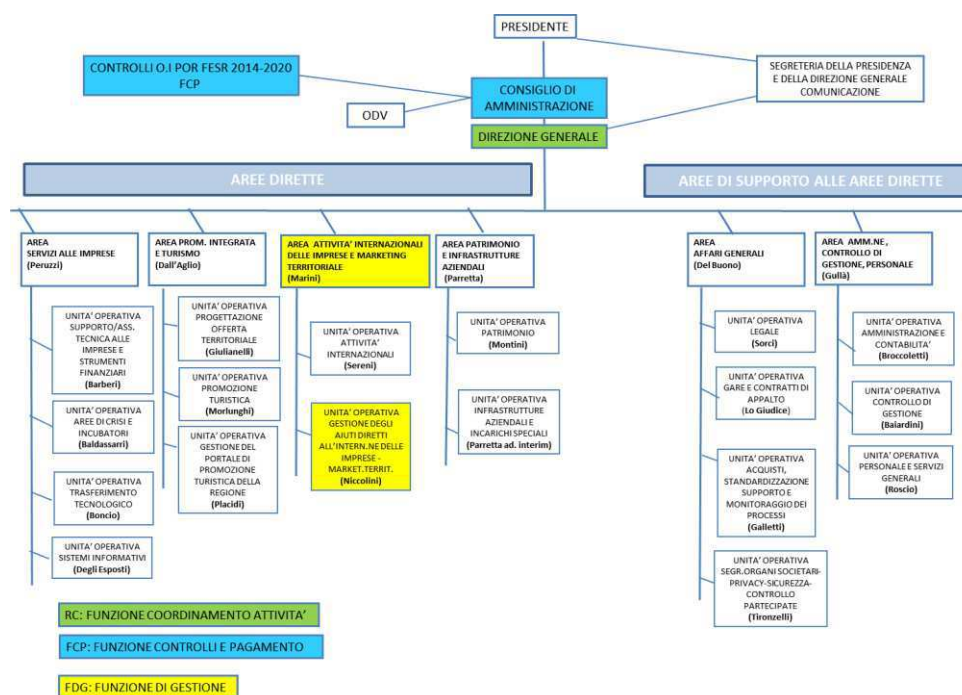 PRESIDENTE
CONTROLLI O.I POR FESR 2014-2020
FCP
SEGRETERIA DELLA PRESIDENZA
E DELLA DIREZIONE GENERALE
COMUNICAZIONE
CONSIGLIO DI
AMMINISTRAZIONE
ODV
DIREZIONE GENERALE
AREE DIRETTE
AREE DI SUPPORTO ALLE AREE DIRETTE
AREA
SERVIZI ALLE IMPRESE
(Peruzzi)
UNITA' OPERATIVA
SUPPORTO/ASS.
TECNICA ALLE
IMPRESE E
STRUMENTI
FINANZIARI
(Barberi)
UNITA' OPERATIVA
AREE DI CRISI E
INCUBATORI
(Baldassarri)
UNITA' OPERATIVA
TRASFERIMENTO
TECNOLOGICO
(Boncio)
UNITA' OPERATIVA
SISTEMI INFORMATIVI
(Degli Esposti)
AREA PROM. INTEGRATA
E TURISMO
(Dall'Aglio)
UNITA' OPERATIVA
PROGETTAZIONE
OFFERTA
TERRITORIALE
(Giulianelli)
UNITA' OPERATIVA
PROMOZIONE
TURISTICA
(Morlunghi)
UNITA' OPERATIVA
GESTIONE DEL
PORTALE DI
PROMOZIONE
TURISTICA DELLA
REGIONE
(Placidi)
AREA ATTIVITA' INTERNAZIONALI
DELLE IMPRESE E MARKETING
TERRITORIALE
(Marini)
UNITA' OPERATIVA
ATTIVITA'
INTERNAZIONALI
(Sereni)
UNITA' OPERATIVA
GESTIONE DEGLI
AIUTI DIRETTI
ALL'INTERN.NE DELLE
IMPRESE -
MARKET.TERRIT.
(Niccolini)
AREA PATRIMONIO
E INFRASTRUTTURE
AZIENDALI
(Parretta)
UNITA' OPERATIVA
PATRIMONIO
(Montini)
UNITA' OPERATIVA
INFRASTRUTTURE
AZIENDALI E
INCARICHI SPECIALI
(Parretta ad. interim)
AREA
AFFARI GENERALI
(Del Buono)
UNITA' OPERATIVA
LEGALE
(Sorci)
UNITA' OPERATIVA
GARE E CONTRATTI DI
APPALTO
(Lo Giudice)
UNITA' OPERATIVA
ACQUISTI,
STANDARDIZZAZIONE
SUPPORTO E
MONITORAGGIO DEI
PROCESSI
(Galletti)
UNITA' OPERATIVA
SEGR.ORGANI SOCIETARI-
PRIVACY-SICUREZZA-
CONTROLLO
PARTECIPATE
(Tironzelli)
AREA AMM.NE ,
CONTROLLO DI
GESTIONE, PERSONALE
(Gullà)
UNITA' OPERATIVA
AMMINISTRAZIONE E
CONTABILITA'
(Broccoletti)
UNITA' OPERATIVA
CONTROLLO DI
GESTIONE
(Baiardini)
UNITA' OPERATIVA
PERSONALE E SERVIZI
GENERALI
(Roscio)
RC: FUNZIONE COORDINAMENTO ATTIVITA'
FCP: FUNZIONE CONTROLLI E PAGAMENTO
FDG: FUNZIONE DI GESTIONE